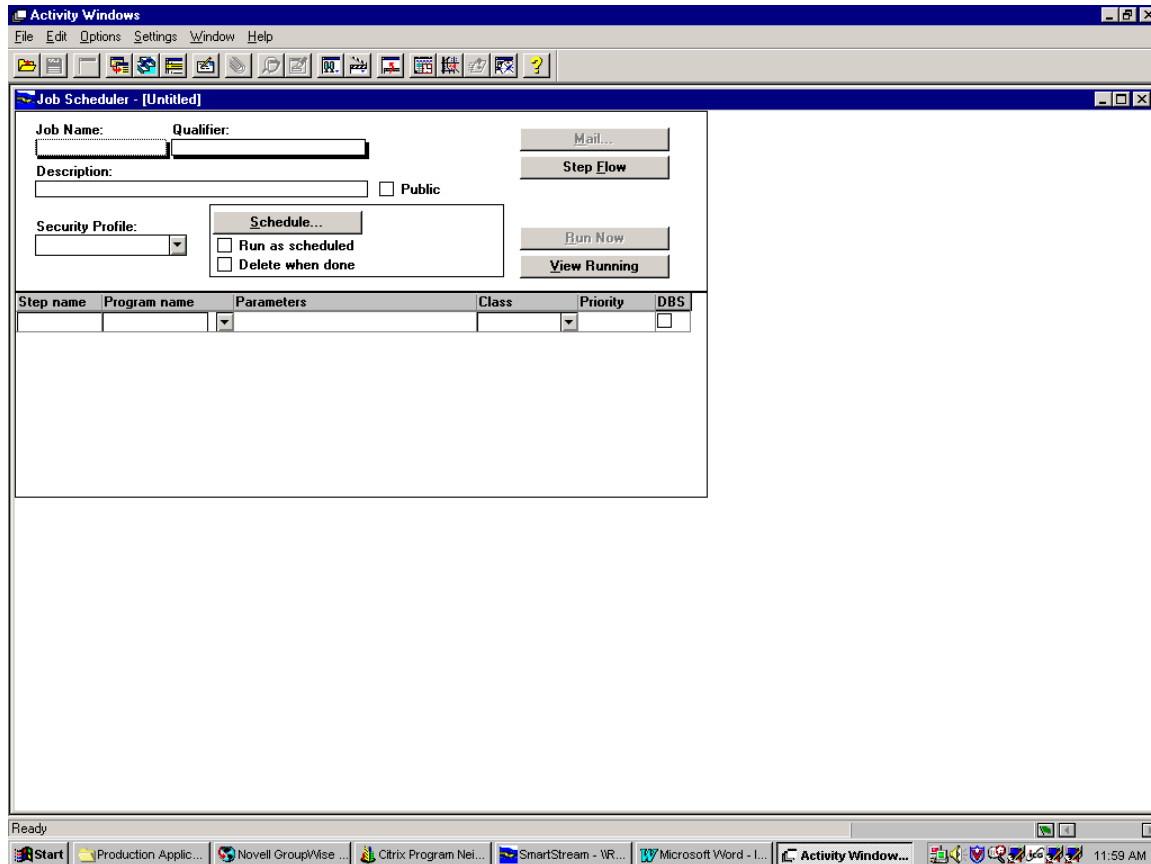 Activity Windows
File Edit Options Settings Window Help
Job Scheduler - [Untitled]
Job Name: Qualifier:
Mail...
Description:
Step Flow
Public
Security Profile:
Schedule...
Run as scheduled
Run Now
Delete when done
View Running
Step name Program name Parameters Class Priority DBS
Ready
Start Production Applic... Novell GroupWise ... Citrix Program Nei... SmartStream - \\R... Microsoft Word - I... Activity Window... 11:59 AM